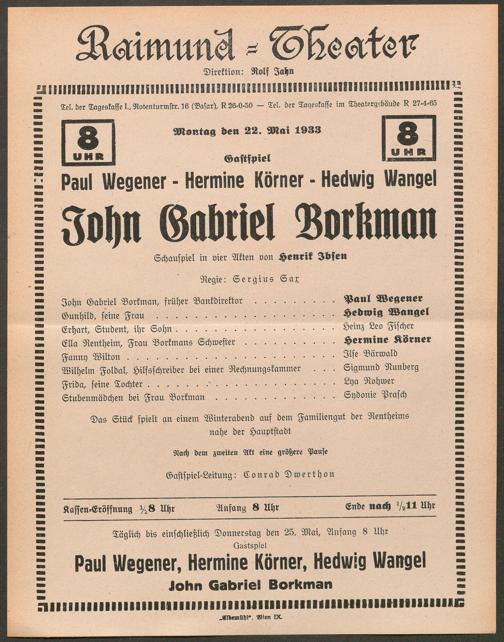 Raimund=Theater
Direktion: Rolf Jahn
Tel. der Tageskasse I., Rotenturmstr. 16 (Basar), R 26-0-50 — Tel. der Tageskasse im Theatergebäude R 27-4-65
8 UHR
Montag den 22. Mai 1933
8 UHR
Gastspiel
Paul Wegener - Hermine Körner - Hedwig Wangel
John Gabriel Borkman
Schauspiel in vier Akten von Henrik Ibsen
Regie: Sergius Sax
John Gabriel Borkman, früher Bankdirektor . . . . . . . . . . Paul Wegener
Gunhild, seine Frau . . . . . . . . . . Hedwig Wangel
Erhart, Student, ihr Sohn . . . . . . . . . . Heinz Leo Fischer
Ella Rentheim, Frau Borkmans Schwester . . . . . . . . . . Hermine Körner
Fanny Wilton . . . . . . . . . . Ilse Bärwald
Wilhelm Foldal, Hilfsschreiber bei einer Rechnungskammer . . . Sigmund Nunberg
Frida, seine Tochter . . . . . . . . . . Lya Rohwer
Stubenmädchen bei Frau Borkman . . . . . . . . . . Sydonie Prasch
Das Stück spielt an einem Winterabend auf dem Familiengut der Rentheims
nahe der Hauptstadt
Nach dem zweiten Akt eine größere Pause
Gastspiel-Leitung: Conrad Dwerthon
Kassen-Eröffnung ½8 Uhr Anfang 8 Uhr Ende nach ½11 Uhr
Täglich bis einschließlich Donnerstag den 25. Mai, Anfang 8 Uhr
Gastspiel
Paul Wegener, Hermine Körner, Hedwig Wangel
John Gabriel Borkman
„Elbemühl", Wien IX.